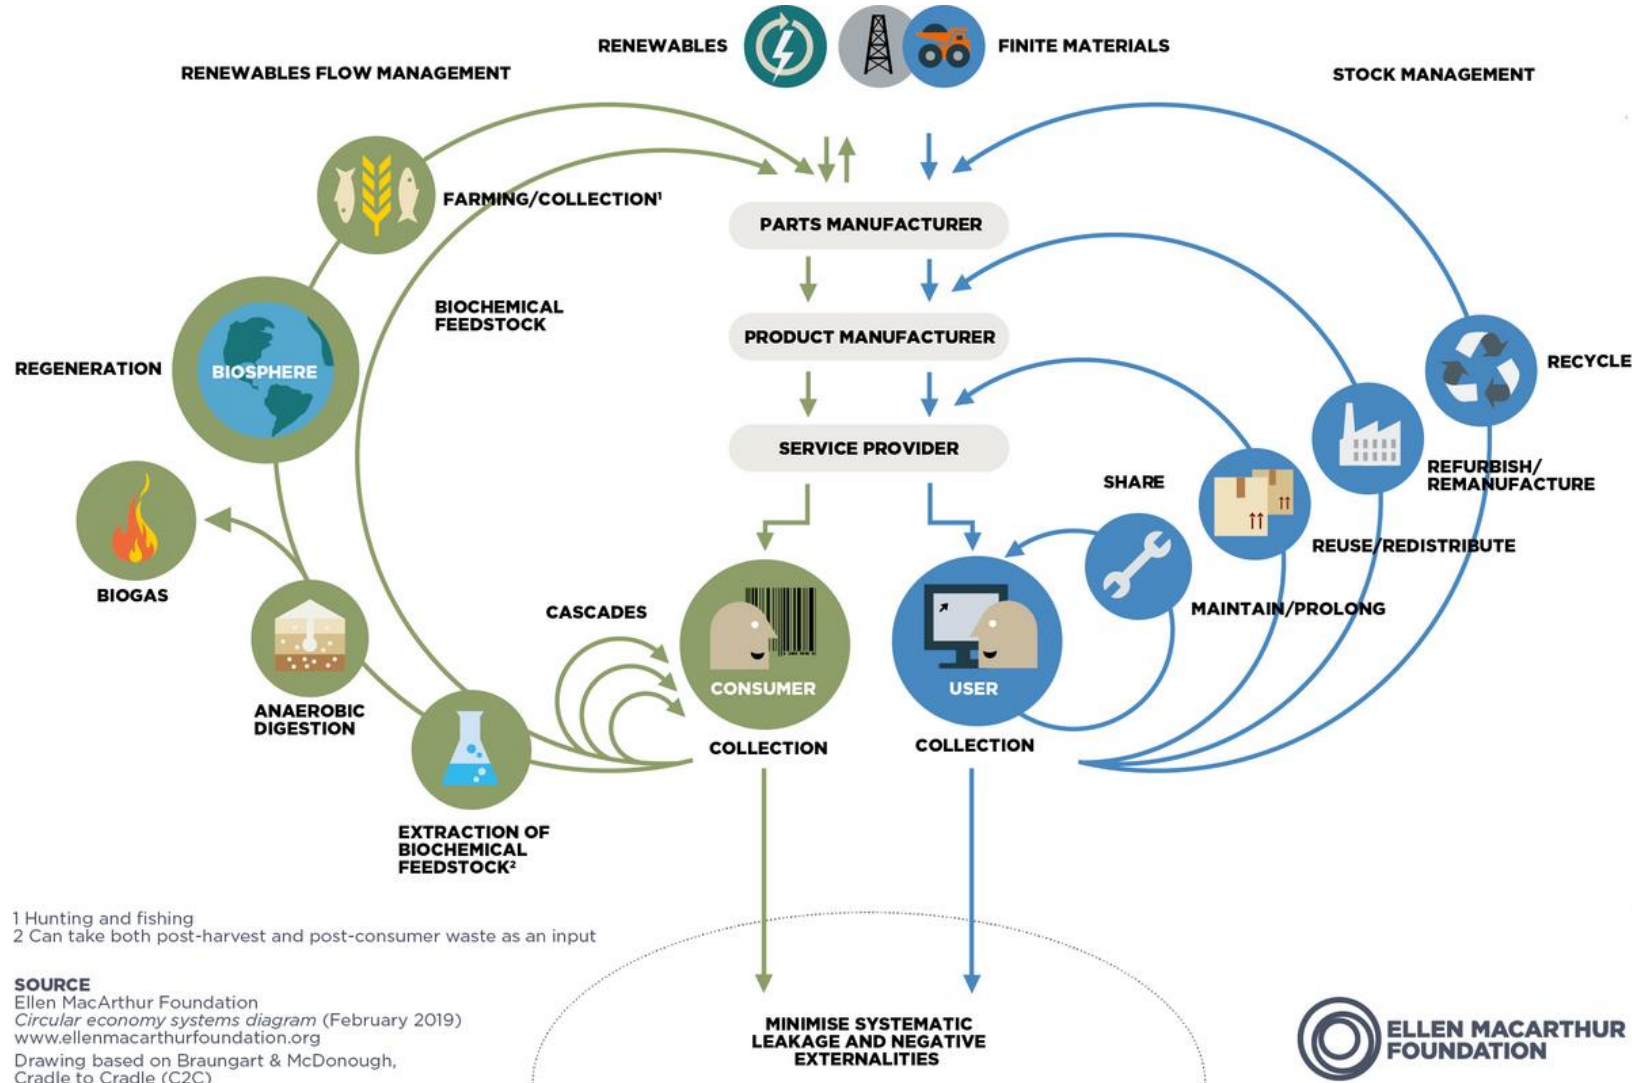 RENEWABLES
FINITE MATERIALS
RENEWABLES FLOW MANAGEMENT
STOCK MANAGEMENT
FARMING/COLLECTION¹
PARTS MANUFACTURER
BIOCHEMICAL
FEEDSTOCK
PRODUCT MANUFACTURER
REGENERATION
BIOSPHERE
RECYCLE
SERVICE PROVIDER
SHARE
REFURBISH/
REMANUFACTURE
REUSE/REDISTRIBUTE
BIOGAS
CASCADES
MAINTAIN/PROLONG
CONSUMER
USER
ANAEROBIC
DIGESTION
COLLECTION
COLLECTION
EXTRACTION OF
BIOCHEMICAL
FEEDSTOCK²
1 Hunting and fishing
2 Can take both post-harvest and post-consumer waste as an input
SOURCE
Ellen MacArthur Foundation
Circular economy systems diagram (February 2019)
www.ellenmacarthurfoundation.org
Drawing based on Braungart & McDonough,
Cradle to Cradle (C2C)
MINIMISE SYSTEMATIC
LEAKAGE AND NEGATIVE
EXTERNALITIES
ELLEN MACARTHUR
FOUNDATION